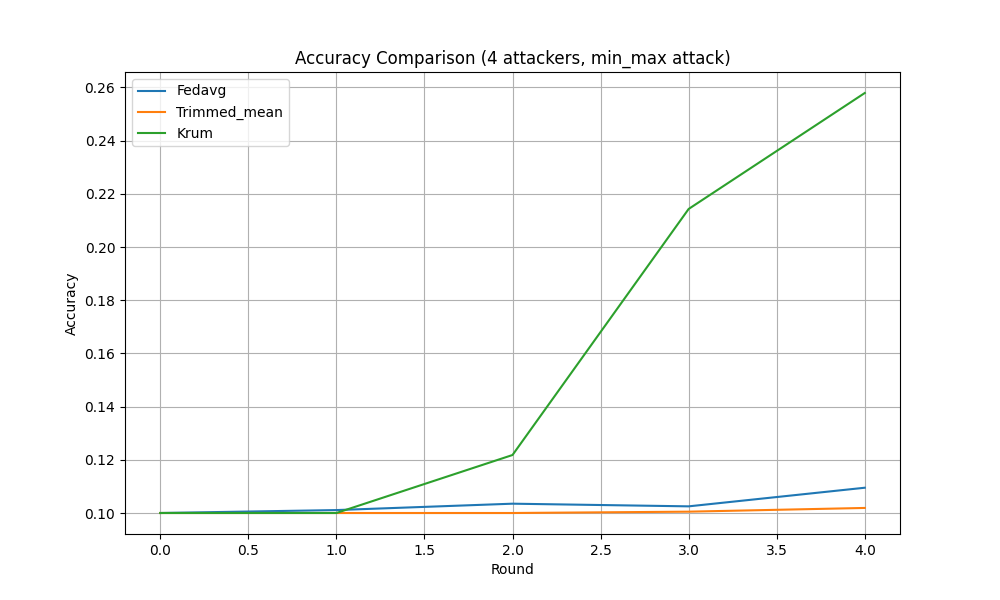 Accuracy Comparison (4 attackers, min_max attack)
Fedavg
Trimmed_mean
Krum
0.26
0.24
0.22
0.20
0.18
0.16
0.14
0.12
0.10
Accuracy
0.0 0.5 1.0 1.5 2.0 2.5 3.0 3.5 4.0
Round